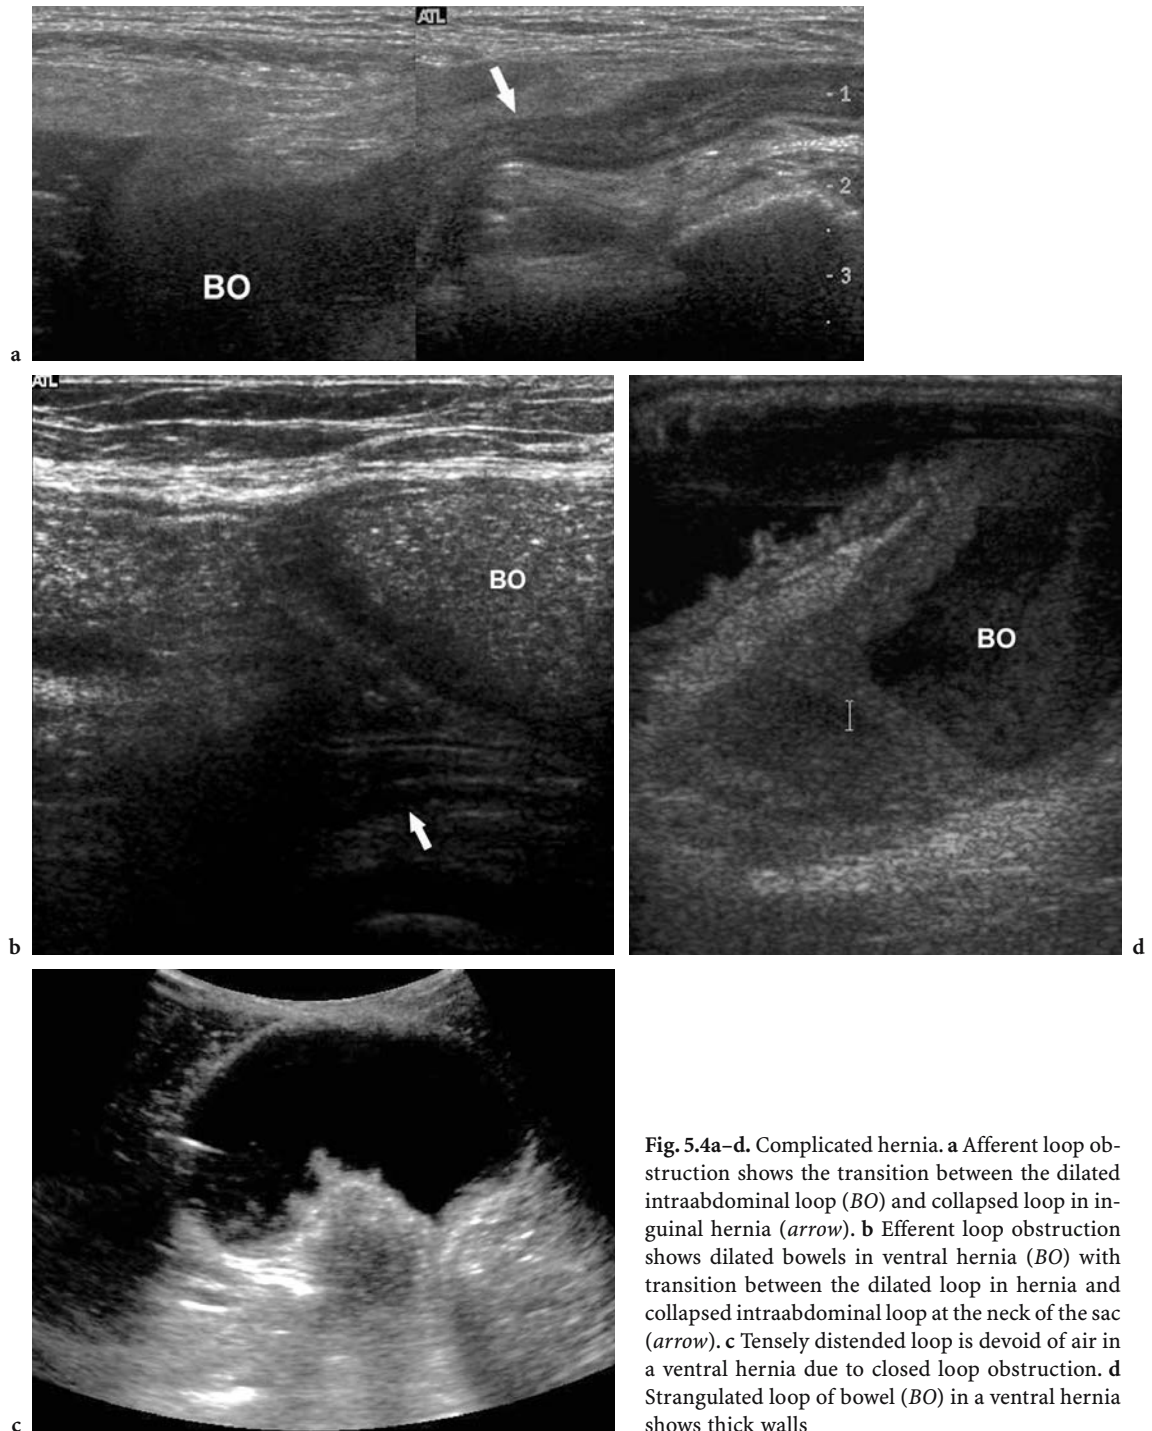 ATL
- 1
- 2
BO
- 3
a
ATL
BO
BO
b
d
Fig. 5.4a–d. Complicated hernia. a Afferent loop ob-
struction shows the transition between the dilated
intraabdominal loop (BO) and collapsed loop in in-
guinal hernia (arrow). b Efferent loop obstruction
shows dilated bowels in ventral hernia (BO) with
transition between the dilated loop in hernia and
collapsed intraabdominal loop at the neck of the sac
(arrow). c Tensely distended loop is devoid of air in
a ventral hernia due to closed loop obstruction. d
Strangulated loop of bowel (BO) in a ventral hernia
shows thick walls
c